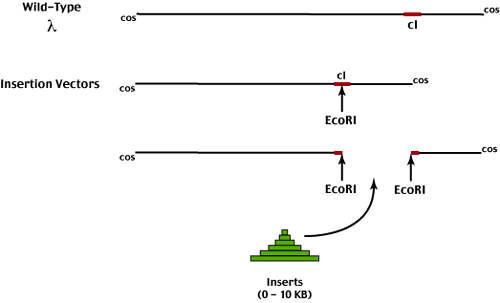 Wild-Type
λ
cos
cos
cI
Insertion Vectors
cos
cI
cos
EcoRI
cos
cos
EcoRI
EcoRI
Inserts
(0 – 10 KB)